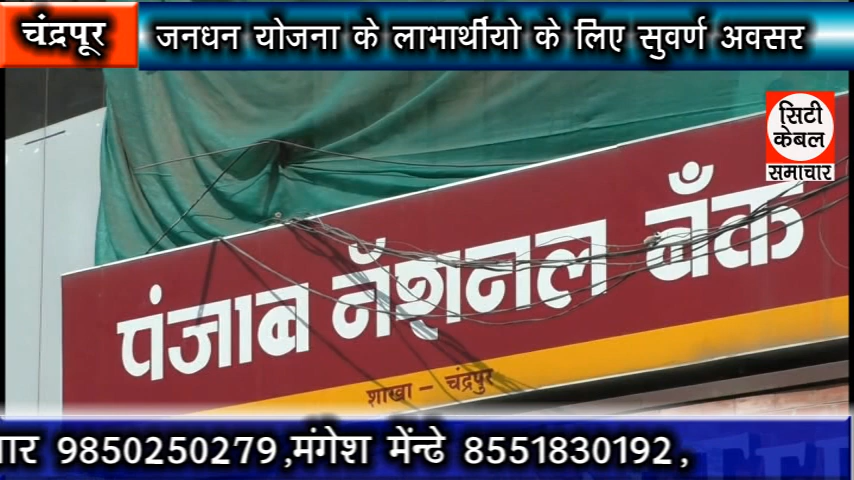 चंद्रपूर
जनधन योजना के लाभार्थीयो के लिए सुवर्ण अवसर
सिटी
केबल
समाचार
पंजाब नॅशनल बँक
शाखा – चंद्रपुर
9850250279,मंगेश मेंन्ढे 8551830192,